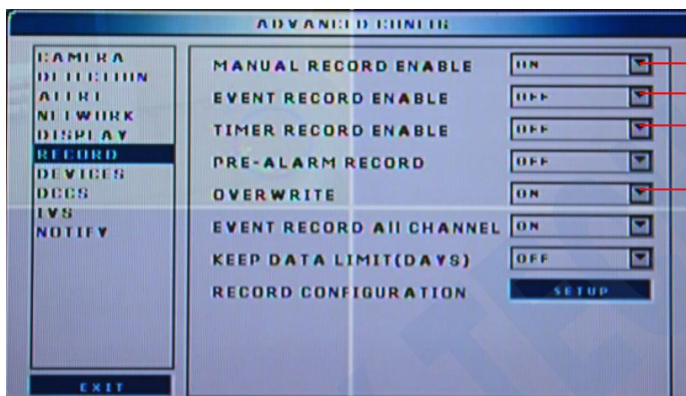 ADVANCED CONFIG
CAMERA
DETECTION
ALERT
NETWORK
DISPLAY
RECORD
DEVICES
DCCS
IVS
NOTIFY
EXIT
MANUAL RECORD ENABLE ON
EVENT RECORD ENABLE OFF
TIMER RECORD ENABLE OFF
PRE-ALARM RECORD OFF
OVERWRITE ON
EVENT RECORD All CHANNEL ON
KEEP DATA LIMIT(DAYS) OFF
RECORD CONFIGURATION SETUP